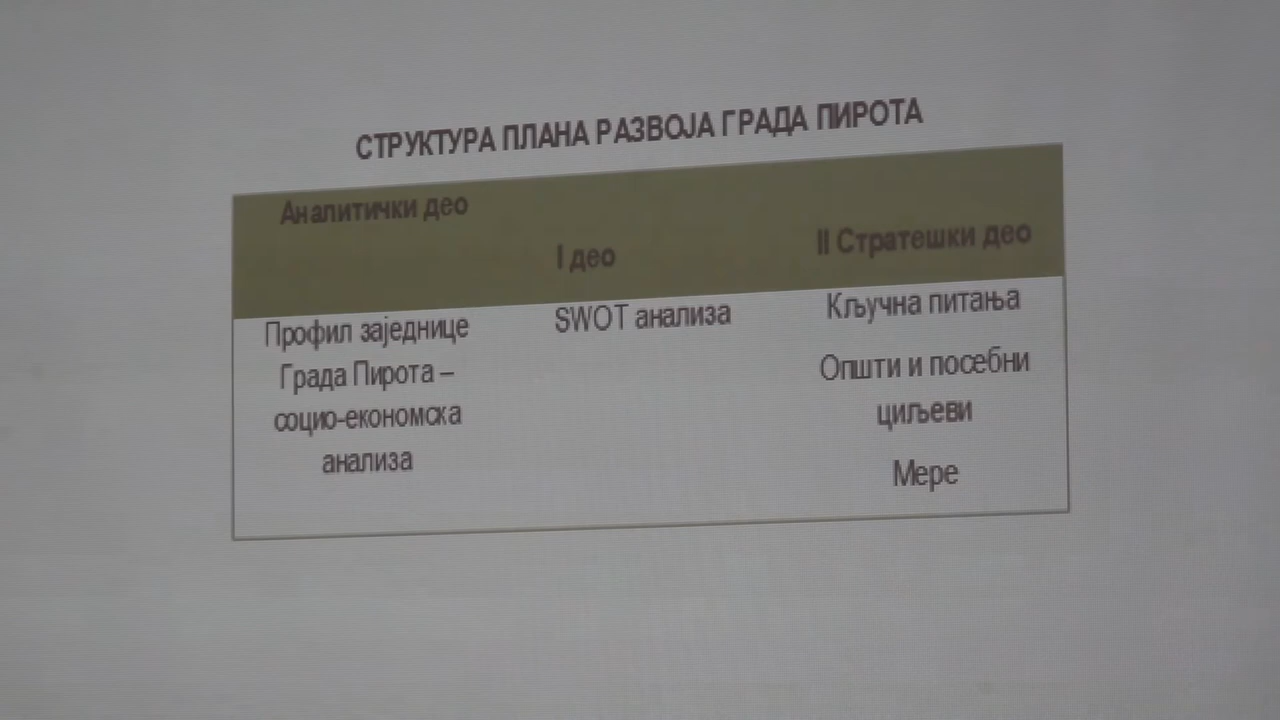 СТРУКТУРА ПЛАНА РАЗВОЈА ГРАДА ПИРОТА
Аналитички део
I део
II Стратешки део
Профил заједнице
Града Пирота –
социо-економска
анализа
SWOT анализа
Кључна питања
Општи и посебни
циљеви
Мере